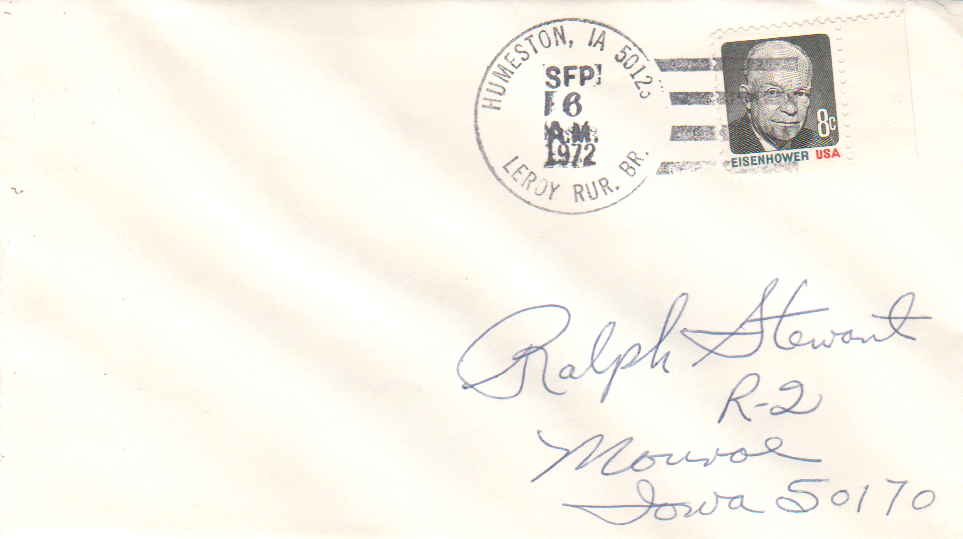 HUMESTON, IA 50123
SEP
6
A.M.
1972
LEROY RUR. BR.
8c
EISENHOWER USA
Ralph Stewart
R-2
Monroe
Iowa 50170